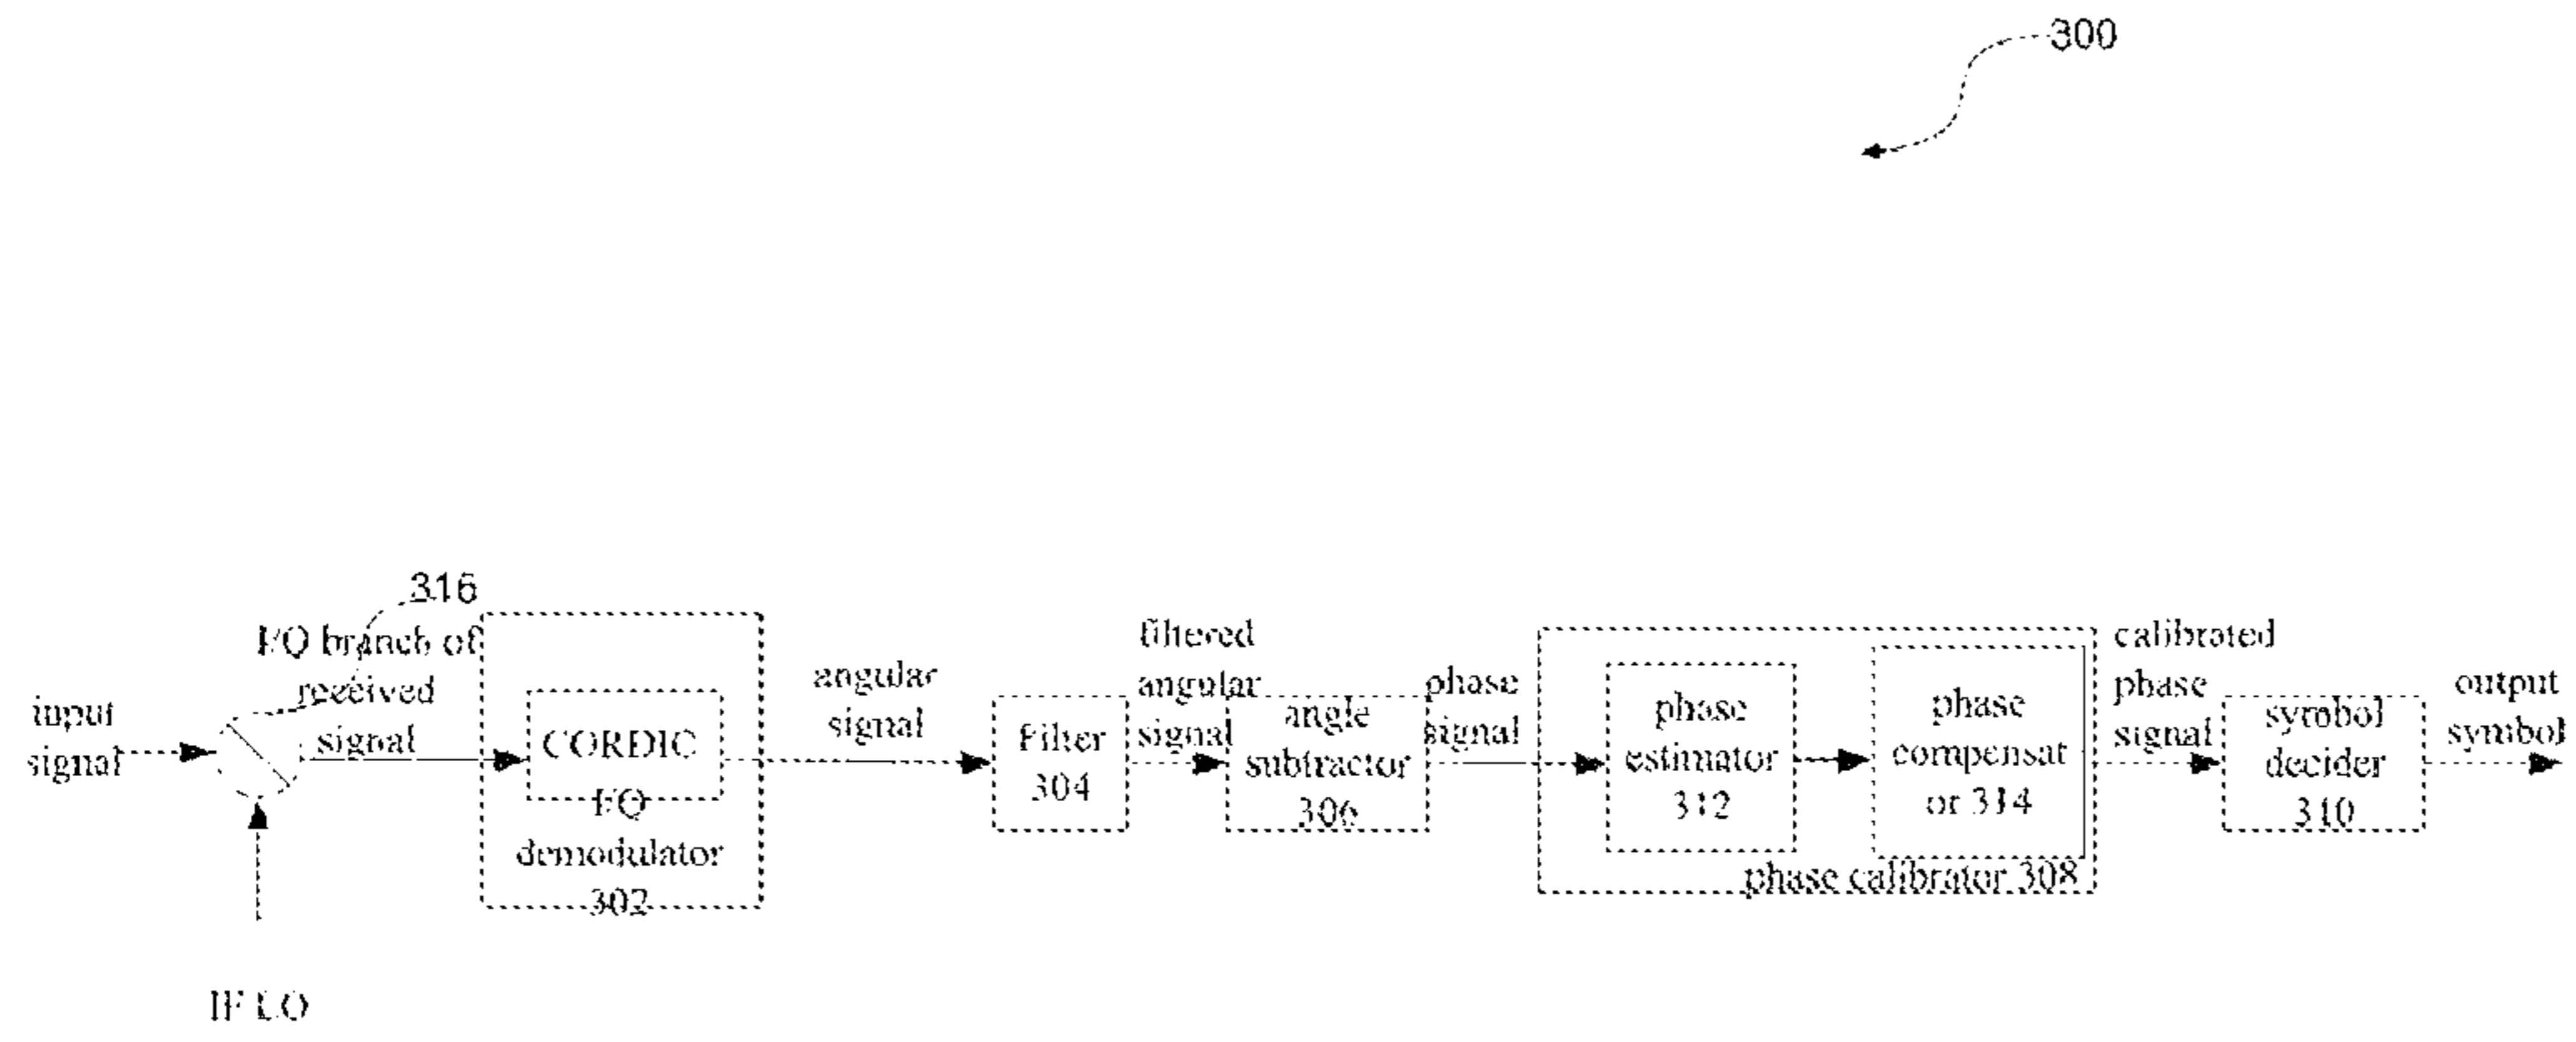 300
316
I/Q branch of
received
signal
input
signal
IF LO
CORDIC
I/Q
demodulator
302
angular
signal
Filter
304
filtered
angular
signal
angle
subtractor
306
phase
signal
phase
estimator
312
phase
compensat
or 314
phase calibrator 308
calibrated
phase
signal
symbol
decider
310
output
symbol